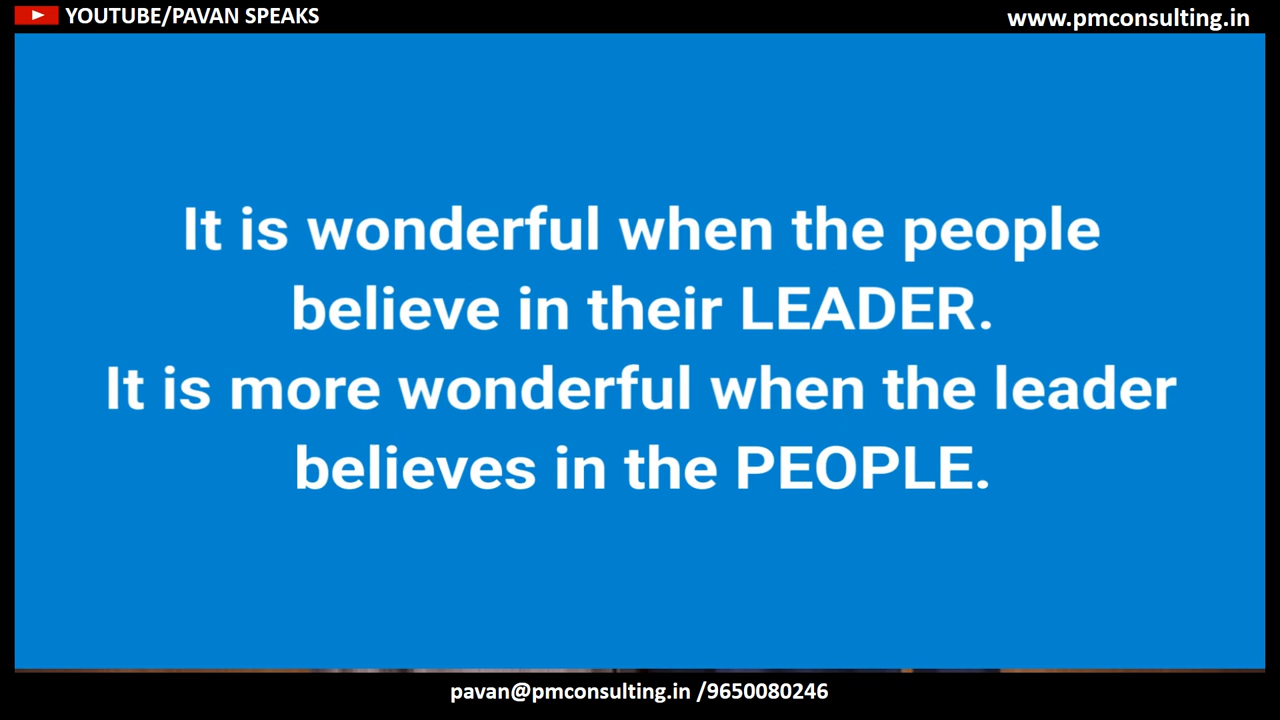 YOUTUBE/PAVAN SPEAKS
www.pmconsulting.in
It is wonderful when the people
believe in their LEADER.
It is more wonderful when the leader
believes in the PEOPLE.
pavan@pmconsulting.in /9650080246